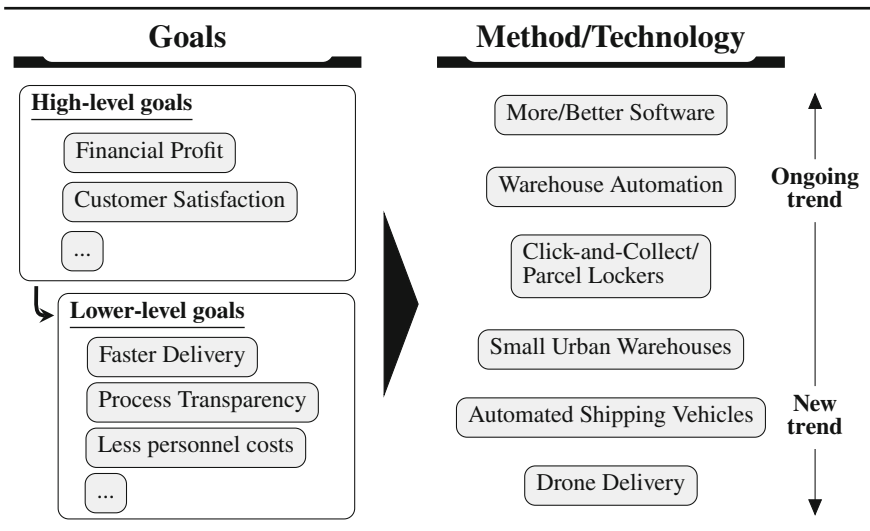 Goals
High-level goals
Financial Profit
Customer Satisfaction
...
Lower-level goals
Faster Delivery
Process Transparency
Less personnel costs
...
Method/Technology
More/Better Software
Warehouse Automation
Click-and-Collect/
Parcel Lockers
Small Urban Warehouses
Automated Shipping Vehicles
Drone Delivery
Ongoing
trend
New
trend